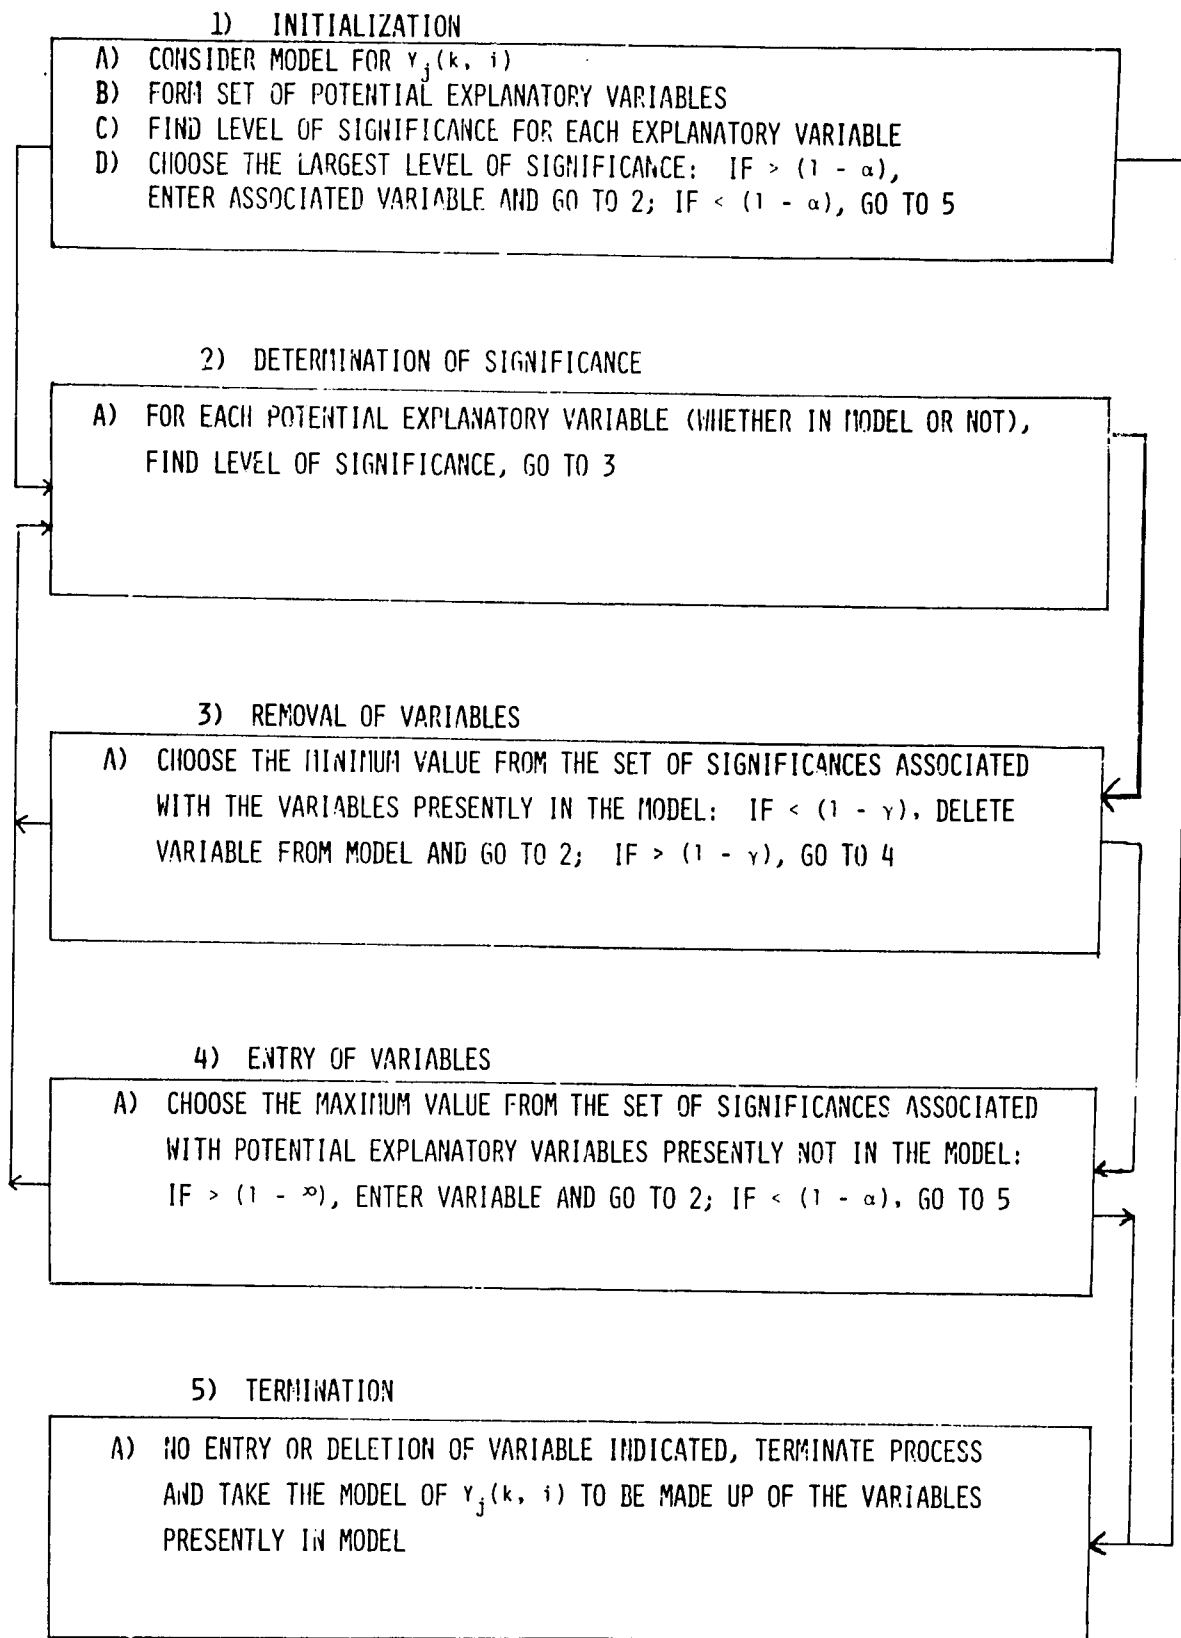 1) INITIALIZATION
A) CONSIDER MODEL FOR Yj(k, i)
B) FORM SET OF POTENTIAL EXPLANATORY VARIABLES
C) FIND LEVEL OF SIGNIFICANCE FOR EACH EXPLANATORY VARIABLE
D) CHOOSE THE LARGEST LEVEL OF SIGNIFICANCE: IF > (1 - α),
ENTER ASSOCIATED VARIABLE AND GO TO 2; IF < (1 - α), GO TO 5
2) DETERMINATION OF SIGNIFICANCE
A) FOR EACH POTENTIAL EXPLANATORY VARIABLE (WHETHER IN MODEL OR NOT),
FIND LEVEL OF SIGNIFICANCE, GO TO 3
3) REMOVAL OF VARIABLES
A) CHOOSE THE MINIMUM VALUE FROM THE SET OF SIGNIFICANCES ASSOCIATED
WITH THE VARIABLES PRESENTLY IN THE MODEL: IF < (1 - γ), DELETE
VARIABLE FROM MODEL AND GO TO 2; IF > (1 - γ), GO TO 4
4) ENTRY OF VARIABLES
A) CHOOSE THE MAXIMUM VALUE FROM THE SET OF SIGNIFICANCES ASSOCIATED
WITH POTENTIAL EXPLANATORY VARIABLES PRESENTLY NOT IN THE MODEL:
IF > (1 - ∞), ENTER VARIABLE AND GO TO 2; IF < (1 - α), GO TO 5
5) TERMINATION
A) NO ENTRY OR DELETION OF VARIABLE INDICATED, TERMINATE PROCESS
AND TAKE THE MODEL OF Yj(k, i) TO BE MADE UP OF THE VARIABLES
PRESENTLY IN MODEL